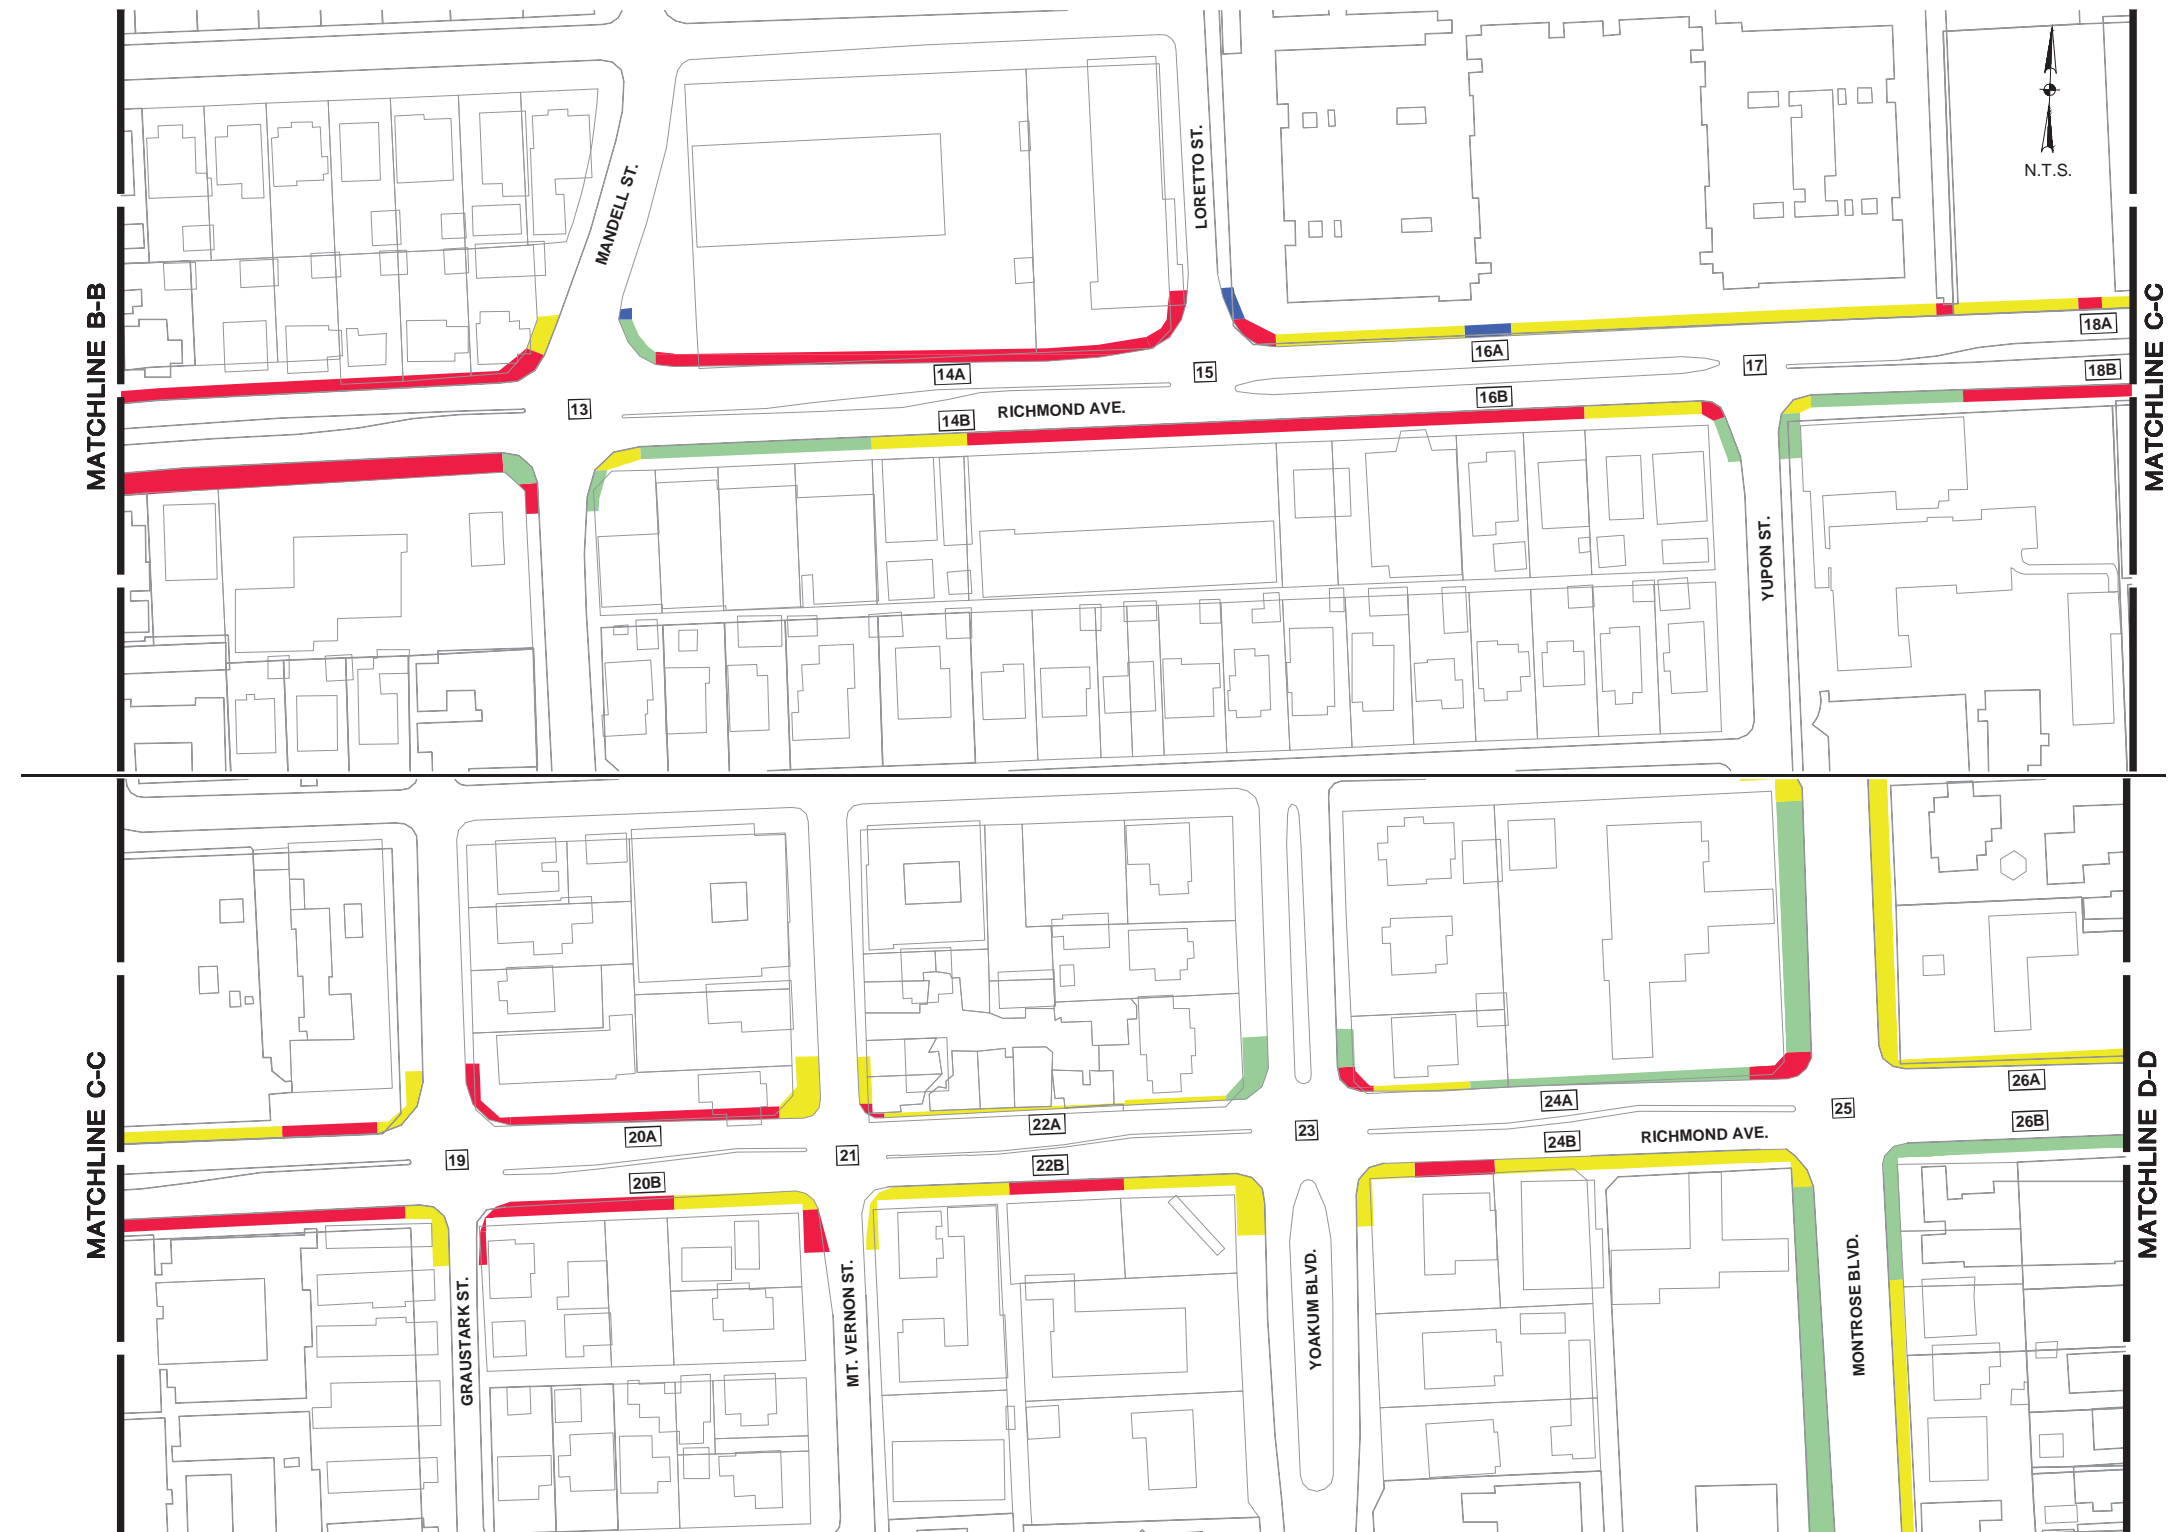 LORETTO ST.
MANDELL ST.
N.T.S.
MATCHLINE B-B
MATCHLINE C-C
18A
16A
17
15
14A
18B
16B
13
RICHMOND AVE.
14B
YUPON ST.
MATCHLINE C-C
MATCHLINE D-D
26A
24A
25
22A
23
26B
20A
RICHMOND AVE.
24B
21
19
22B
20B
GRAUSTARK ST.
MT. VERNON ST.
YOAKUM BLVD.
MONTROSE BLVD.